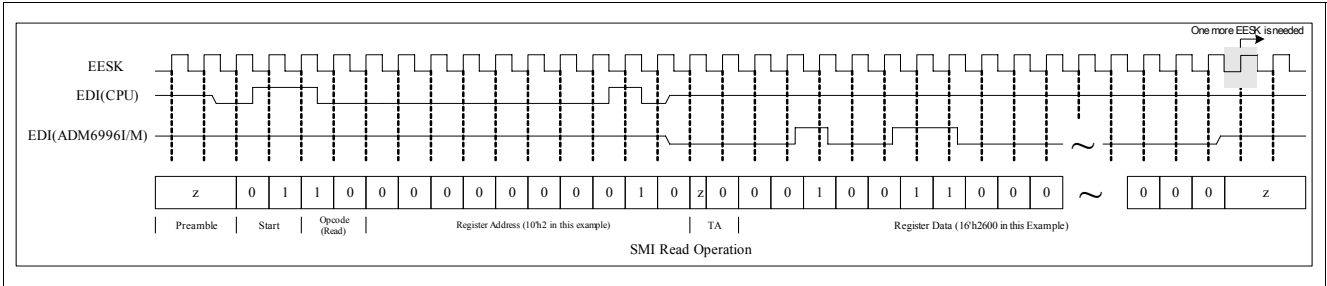 One more EESK is needed
EESK
EDI(CPU)
EDI(ADM6996I/M)
~
z 0 1 1 0 0 0 0 0 0 0 0 0 1 0 z 0 0 0 1 0 0 1 1 0 0 0 ~ 0 0 0 z
Preamble Start Opcode (Read) Register Address (10'h2 in this example) TA Register Data (16'h2600 in this Example)
SMI Read Operation